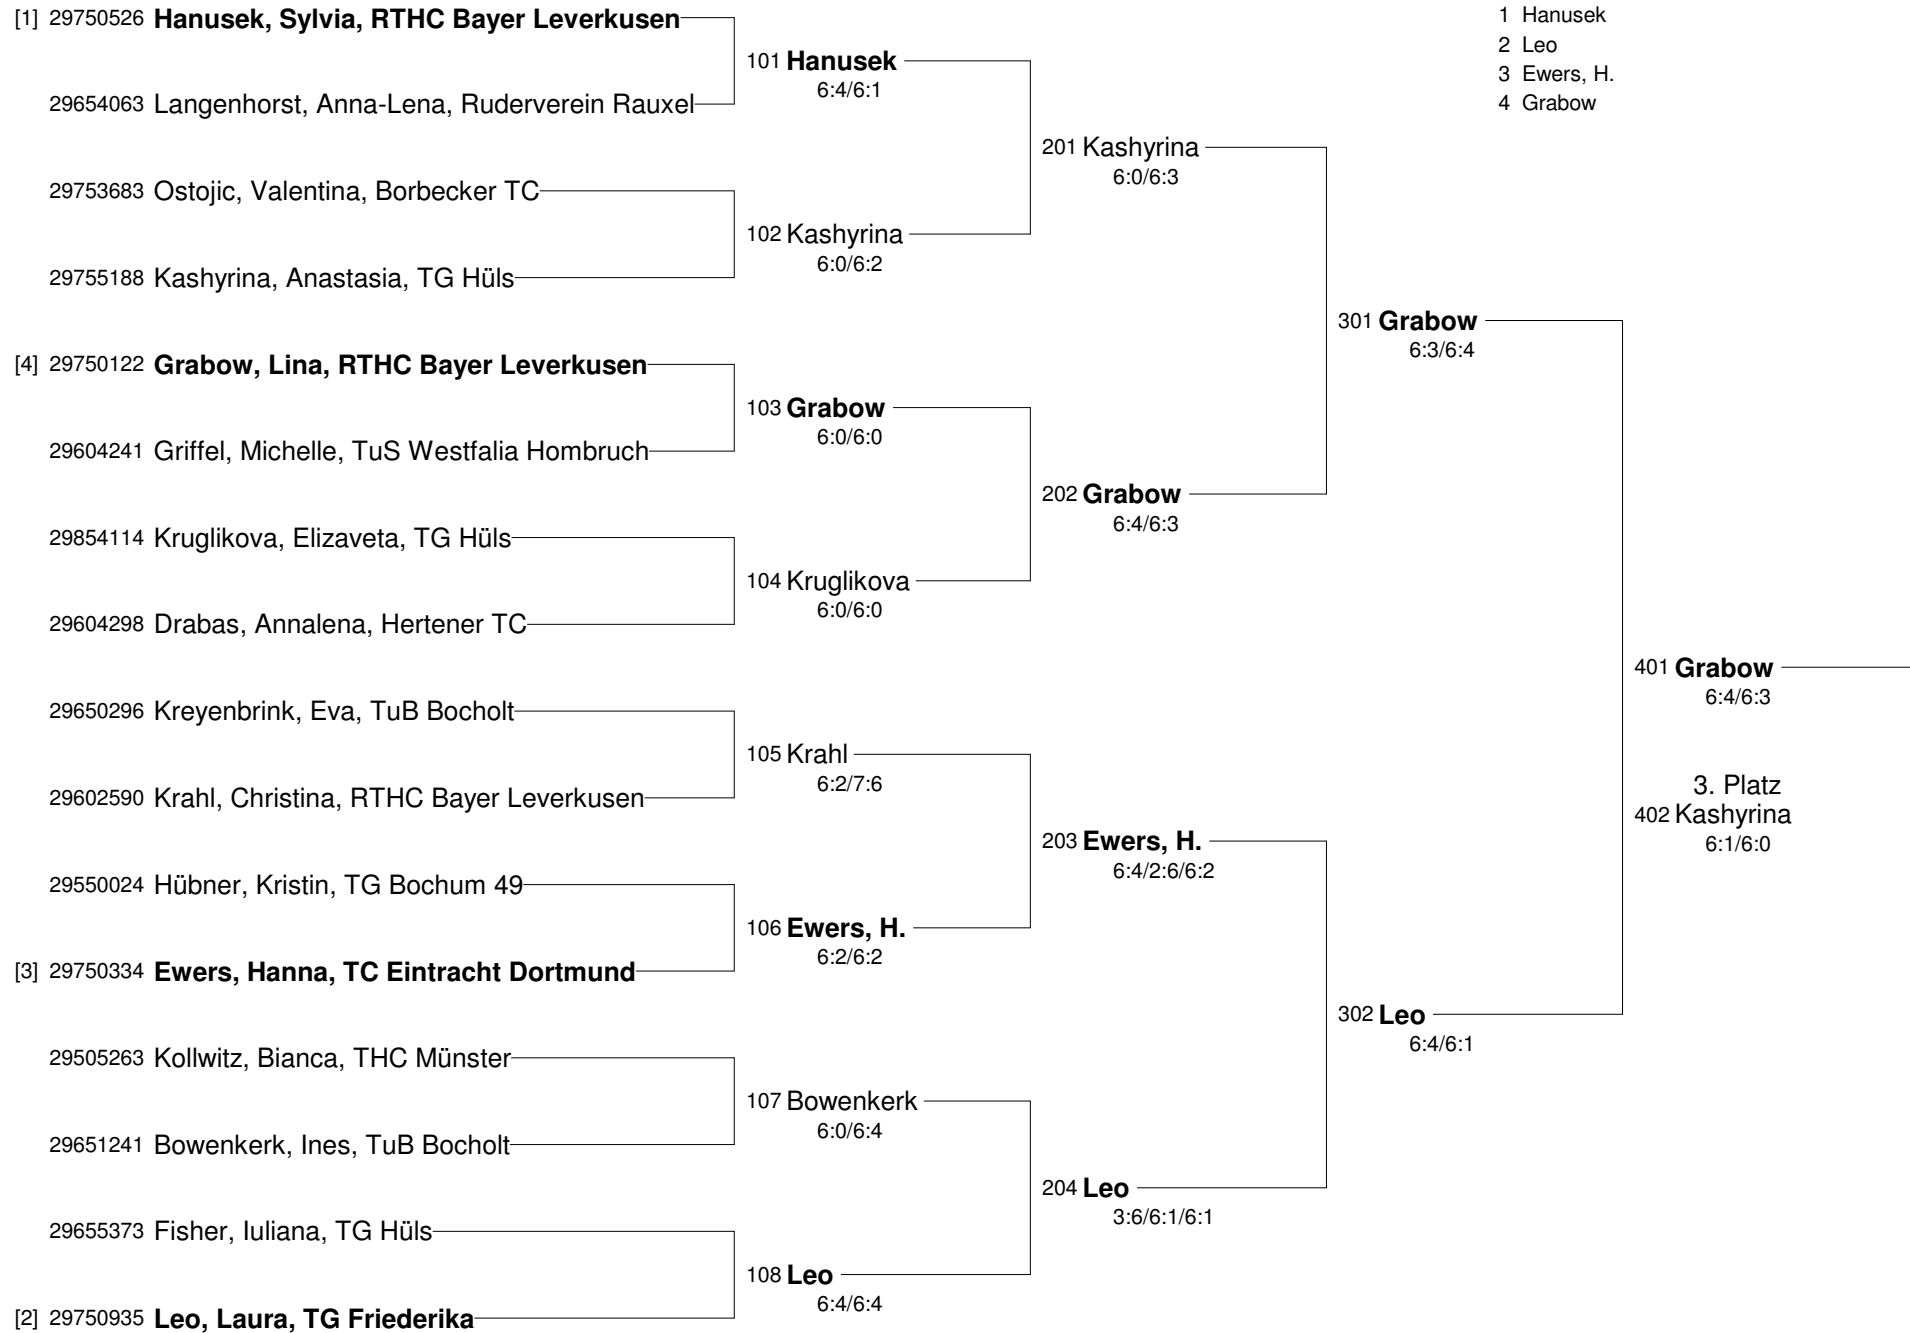 [1] 29750526 Hanusek, Sylvia, RTHC Bayer Leverkusen
29654063 Langenhorst, Anna-Lena, Ruderverein Rauxel
29753683 Ostojic, Valentina, Borbecker TC
29755188 Kashyrina, Anastasia, TG Hüls
[4] 29750122 Grabow, Lina, RTHC Bayer Leverkusen
29604241 Griffel, Michelle, TuS Westfalia Hombruch
29854114 Kruglikova, Elizaveta, TG Hüls
29604298 Drabas, Annalena, Hertener TC
29650296 Kreyenbrink, Eva, TuB Bocholt
29602590 Krahl, Christina, RTHC Bayer Leverkusen
29550024 Hübner, Kristin, TG Bochum 49
[3] 29750334 Ewers, Hanna, TC Eintracht Dortmund
29505263 Kollwitz, Bianca, THC Münster
29651241 Bowenkerk, Ines, TuB Bocholt
29655373 Fisher, Iuliana, TG Hüls
[2] 29750935 Leo, Laura, TG Friederika
101 Hanusek
6:4/6:1
102 Kashyrina
6:0/6:2
103 Grabow
6:0/6:0
104 Kruglikova
6:0/6:0
105 Krahl
6:2/7:6
106 Ewers, H.
6:2/6:2
107 Bowenkerk
6:0/6:4
108 Leo
6:4/6:4
201 Kashyrina
6:0/6:3
202 Grabow
6:4/6:3
203 Ewers, H.
6:4/2:6/6:2
204 Leo
3:6/6:1/6:1
301 Grabow
6:3/6:4
302 Leo
6:4/6:1
401 Grabow
6:4/6:3
3. Platz
402 Kashyrina
6:1/6:0
1 Hanusek
2 Leo
3 Ewers, H.
4 Grabow